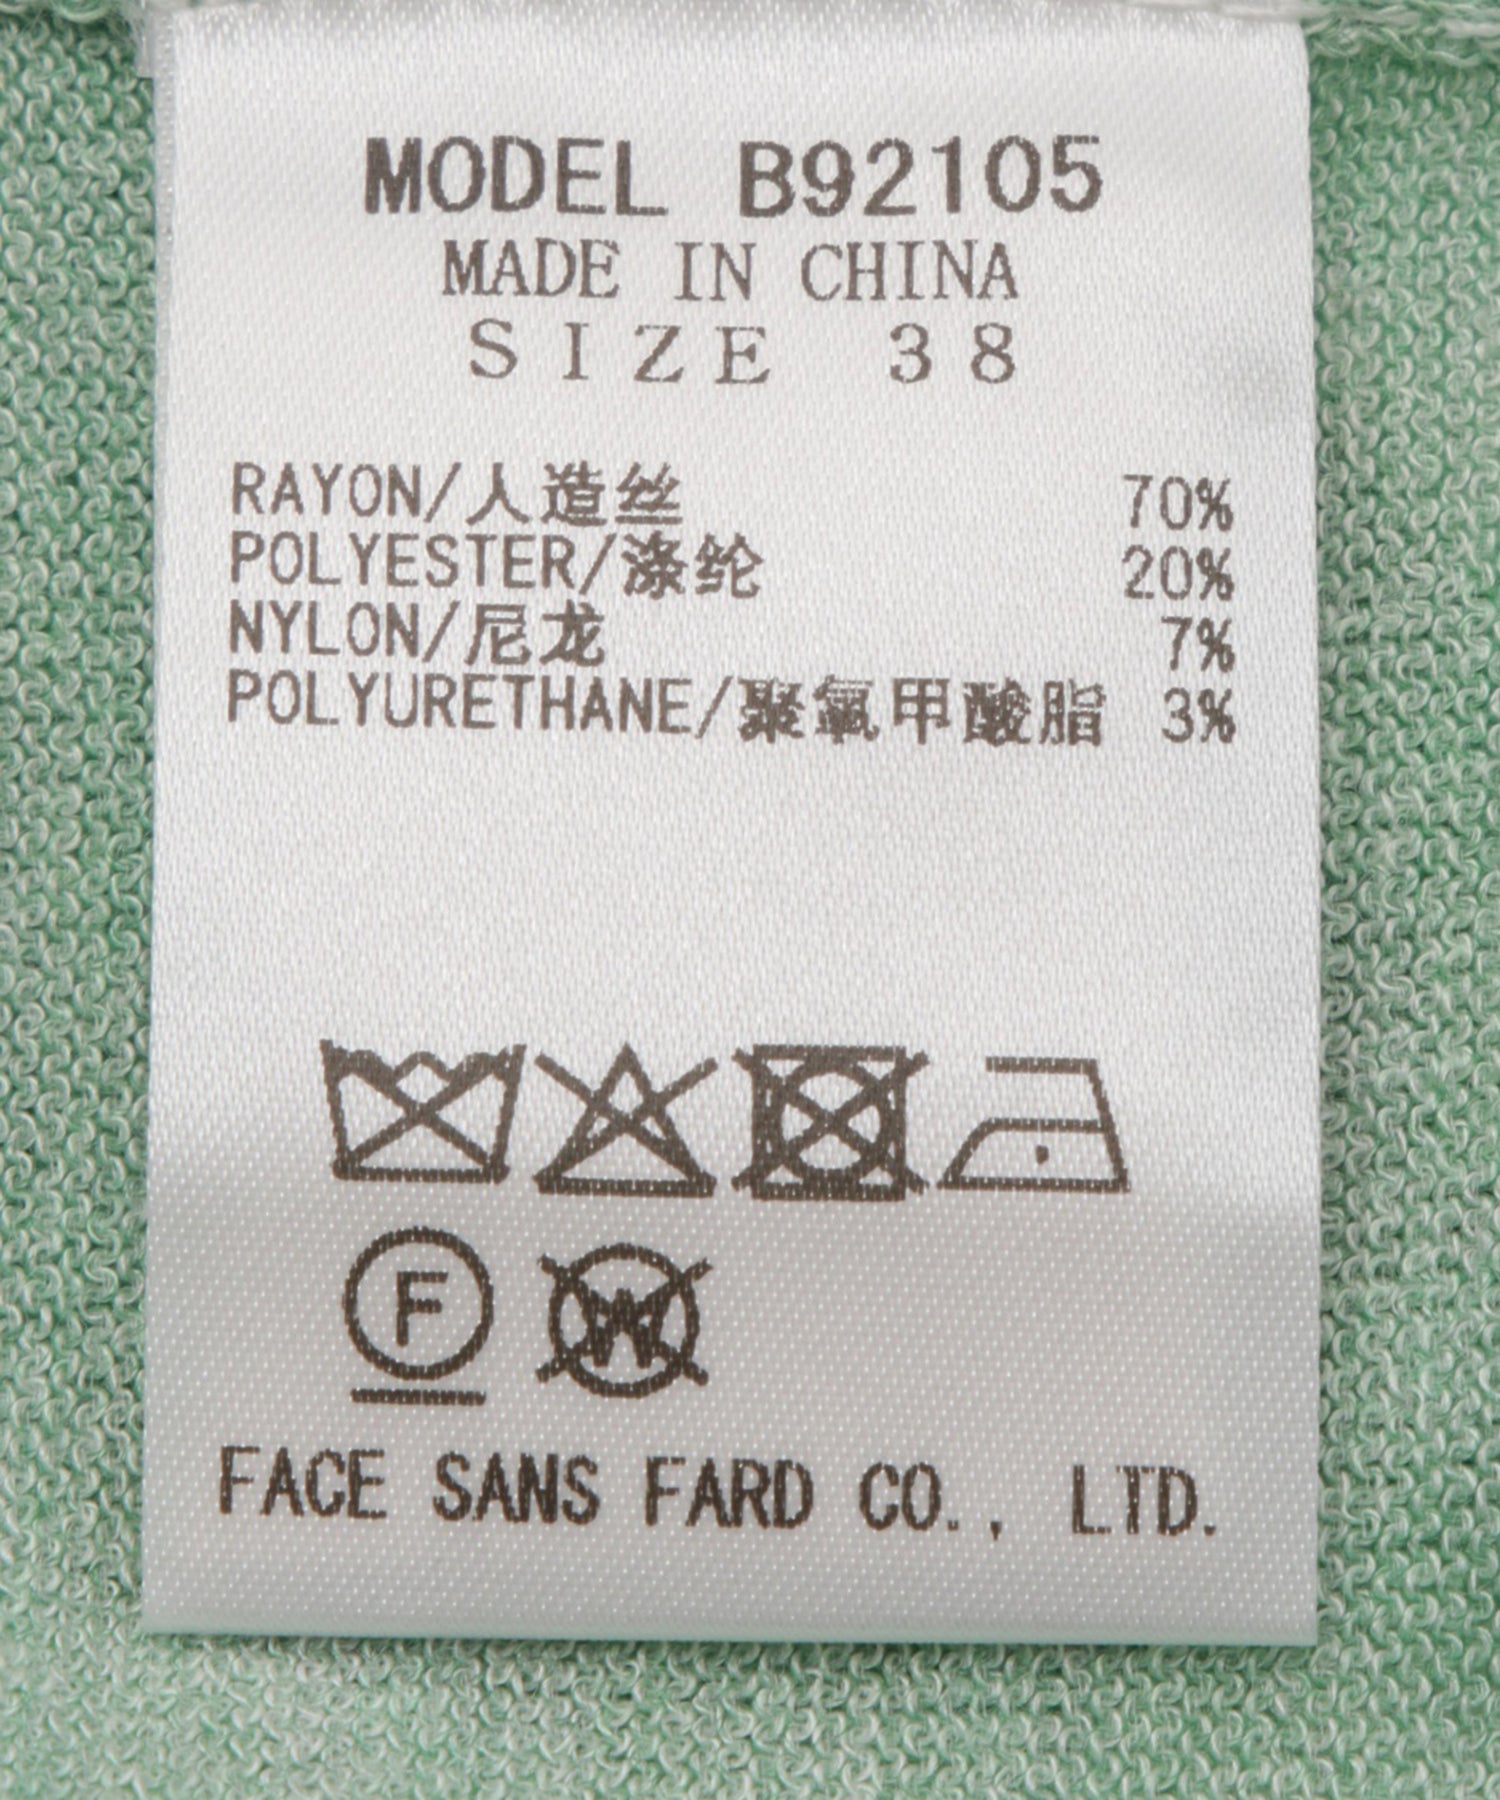 MODEL B92105
MADE IN CHINA
SIZE 38
RAYON/人造丝 70%
POLYESTER/涤纶 20%
NYLON/尼龙 7%
POLYURETHANE/聚氨甲酸脂 3%
F
W
FACE SANS FARD CO., LTD.